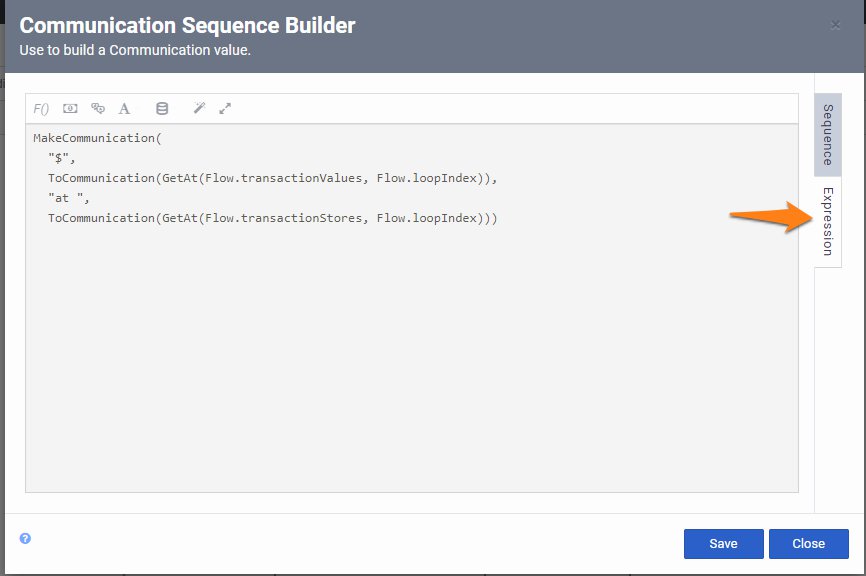 Communication Sequence Builder
Use to build a Communication value.
F() A
MakeCommunication(
"$",
ToCommunication(GetAt(Flow.transactionValues, Flow.loopIndex)),
"at ",
ToCommunication(GetAt(Flow.transactionStores, Flow.loopIndex)))
Sequence
Expression
Save Close